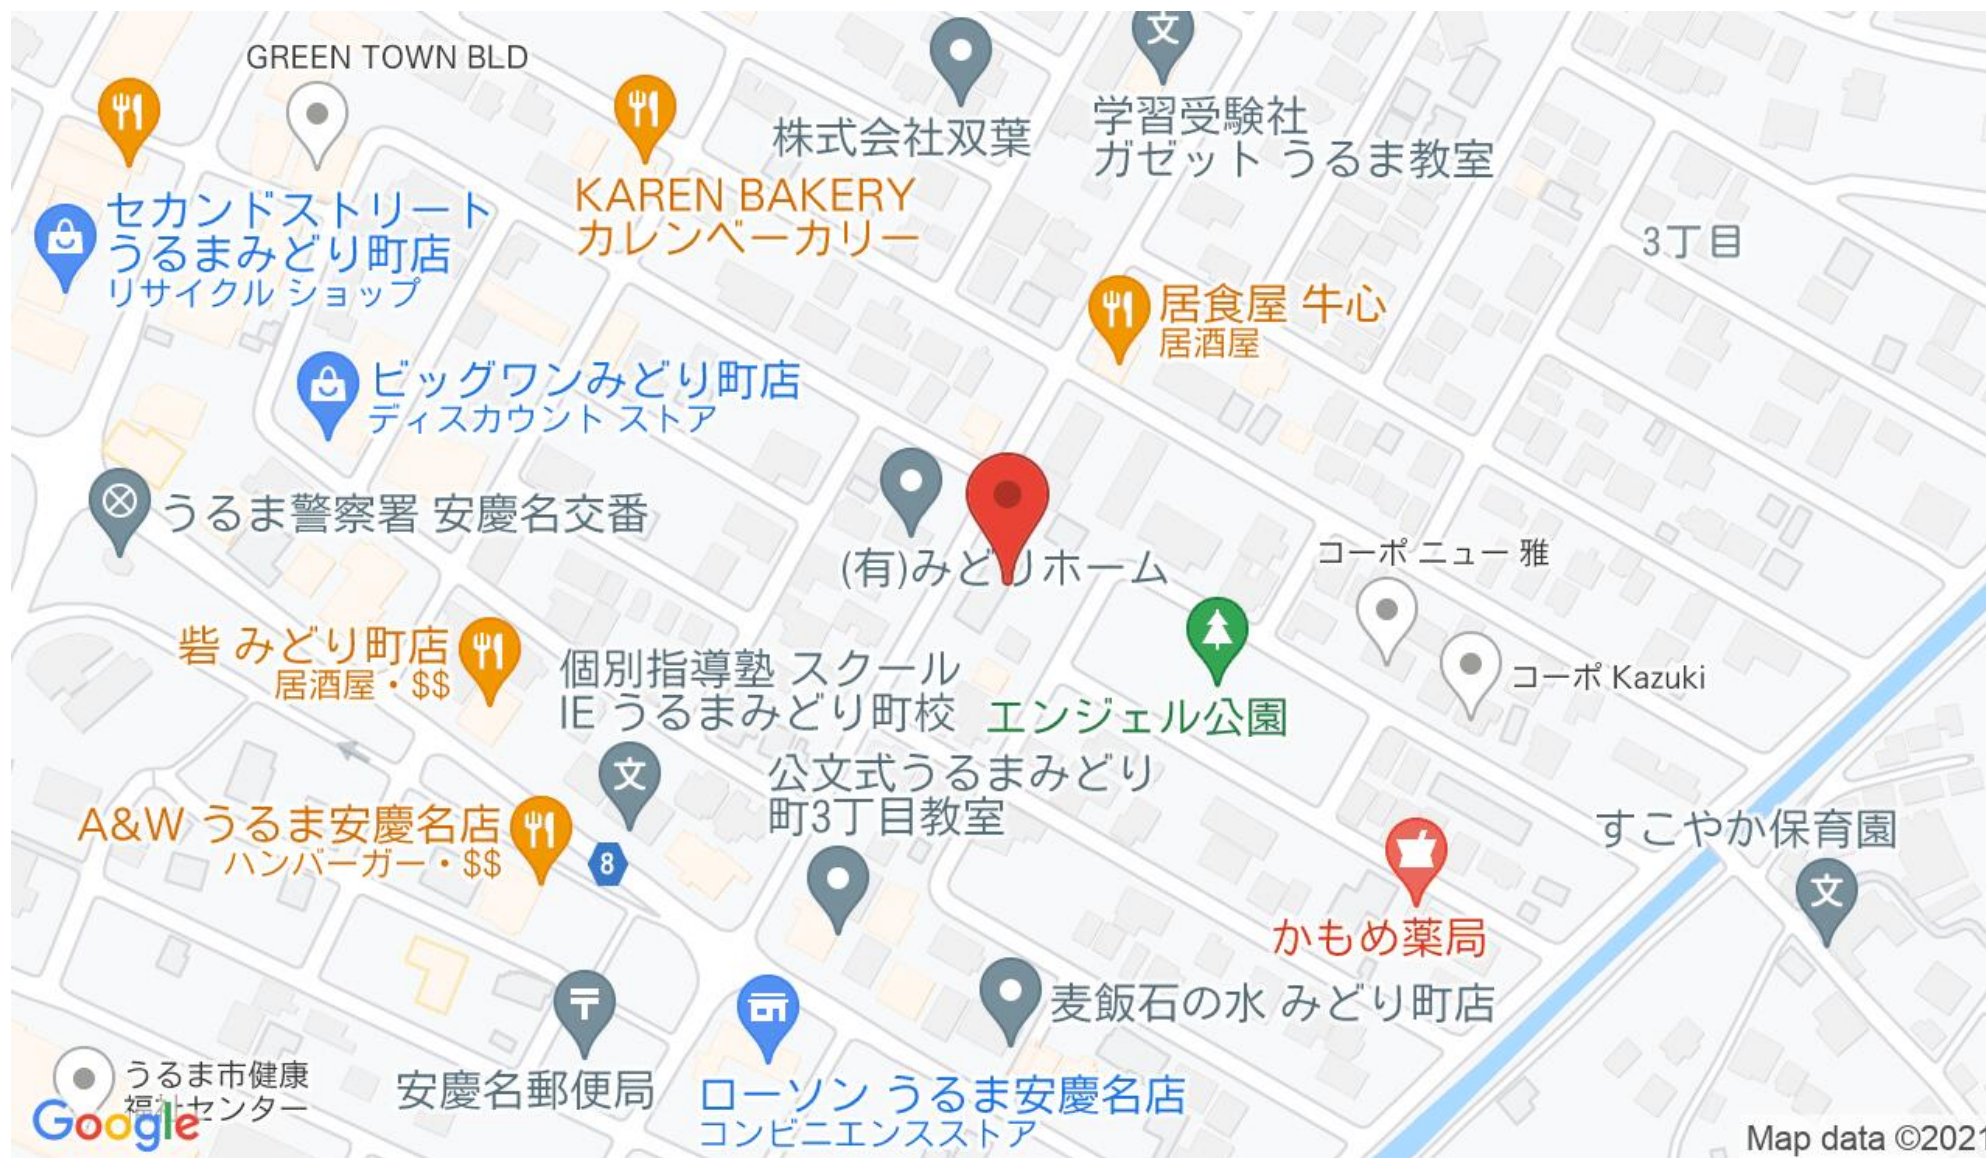 GREEN TOWN BLD
株式会社双葉
学習受験社
ガゼット うるま教室
KAREN BAKERY
カレンベーカリー
セカンドストリート
うるまみどり町店
リサイクル ショップ
3丁目
居食屋 牛心
居酒屋
ビッグワンみどり町店
ディスカウント ストア
うるま警察署 安慶名交番
(有)みどりホーム
コーポ ニュー 雅
砦 みどり町店
居酒屋・$$
個別指導塾 スクール
IE うるまみどり町校
エンジェル公園
コーポ Kazuki
公文式うるまみどり
町3丁目教室
A&W うるま安慶名店
ハンバーガー・$$
8
すこやか保育園
かもめ薬局
麦飯石の水 みどり町店
安慶名郵便局
ローソン うるま安慶名店
コンビニエンスストア
うるま市健康
福祉センター
Google
Map data ©2021